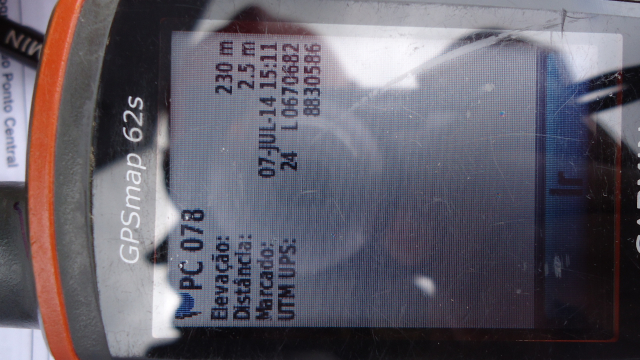 GPSmap 62s
PC 078
Elevação: 230 m
Distância: 2.5 m
Marcado: 07-JUL-14 15:11
UTM UPS: 24 L 0670682
8830586
Ir
Ponto Central